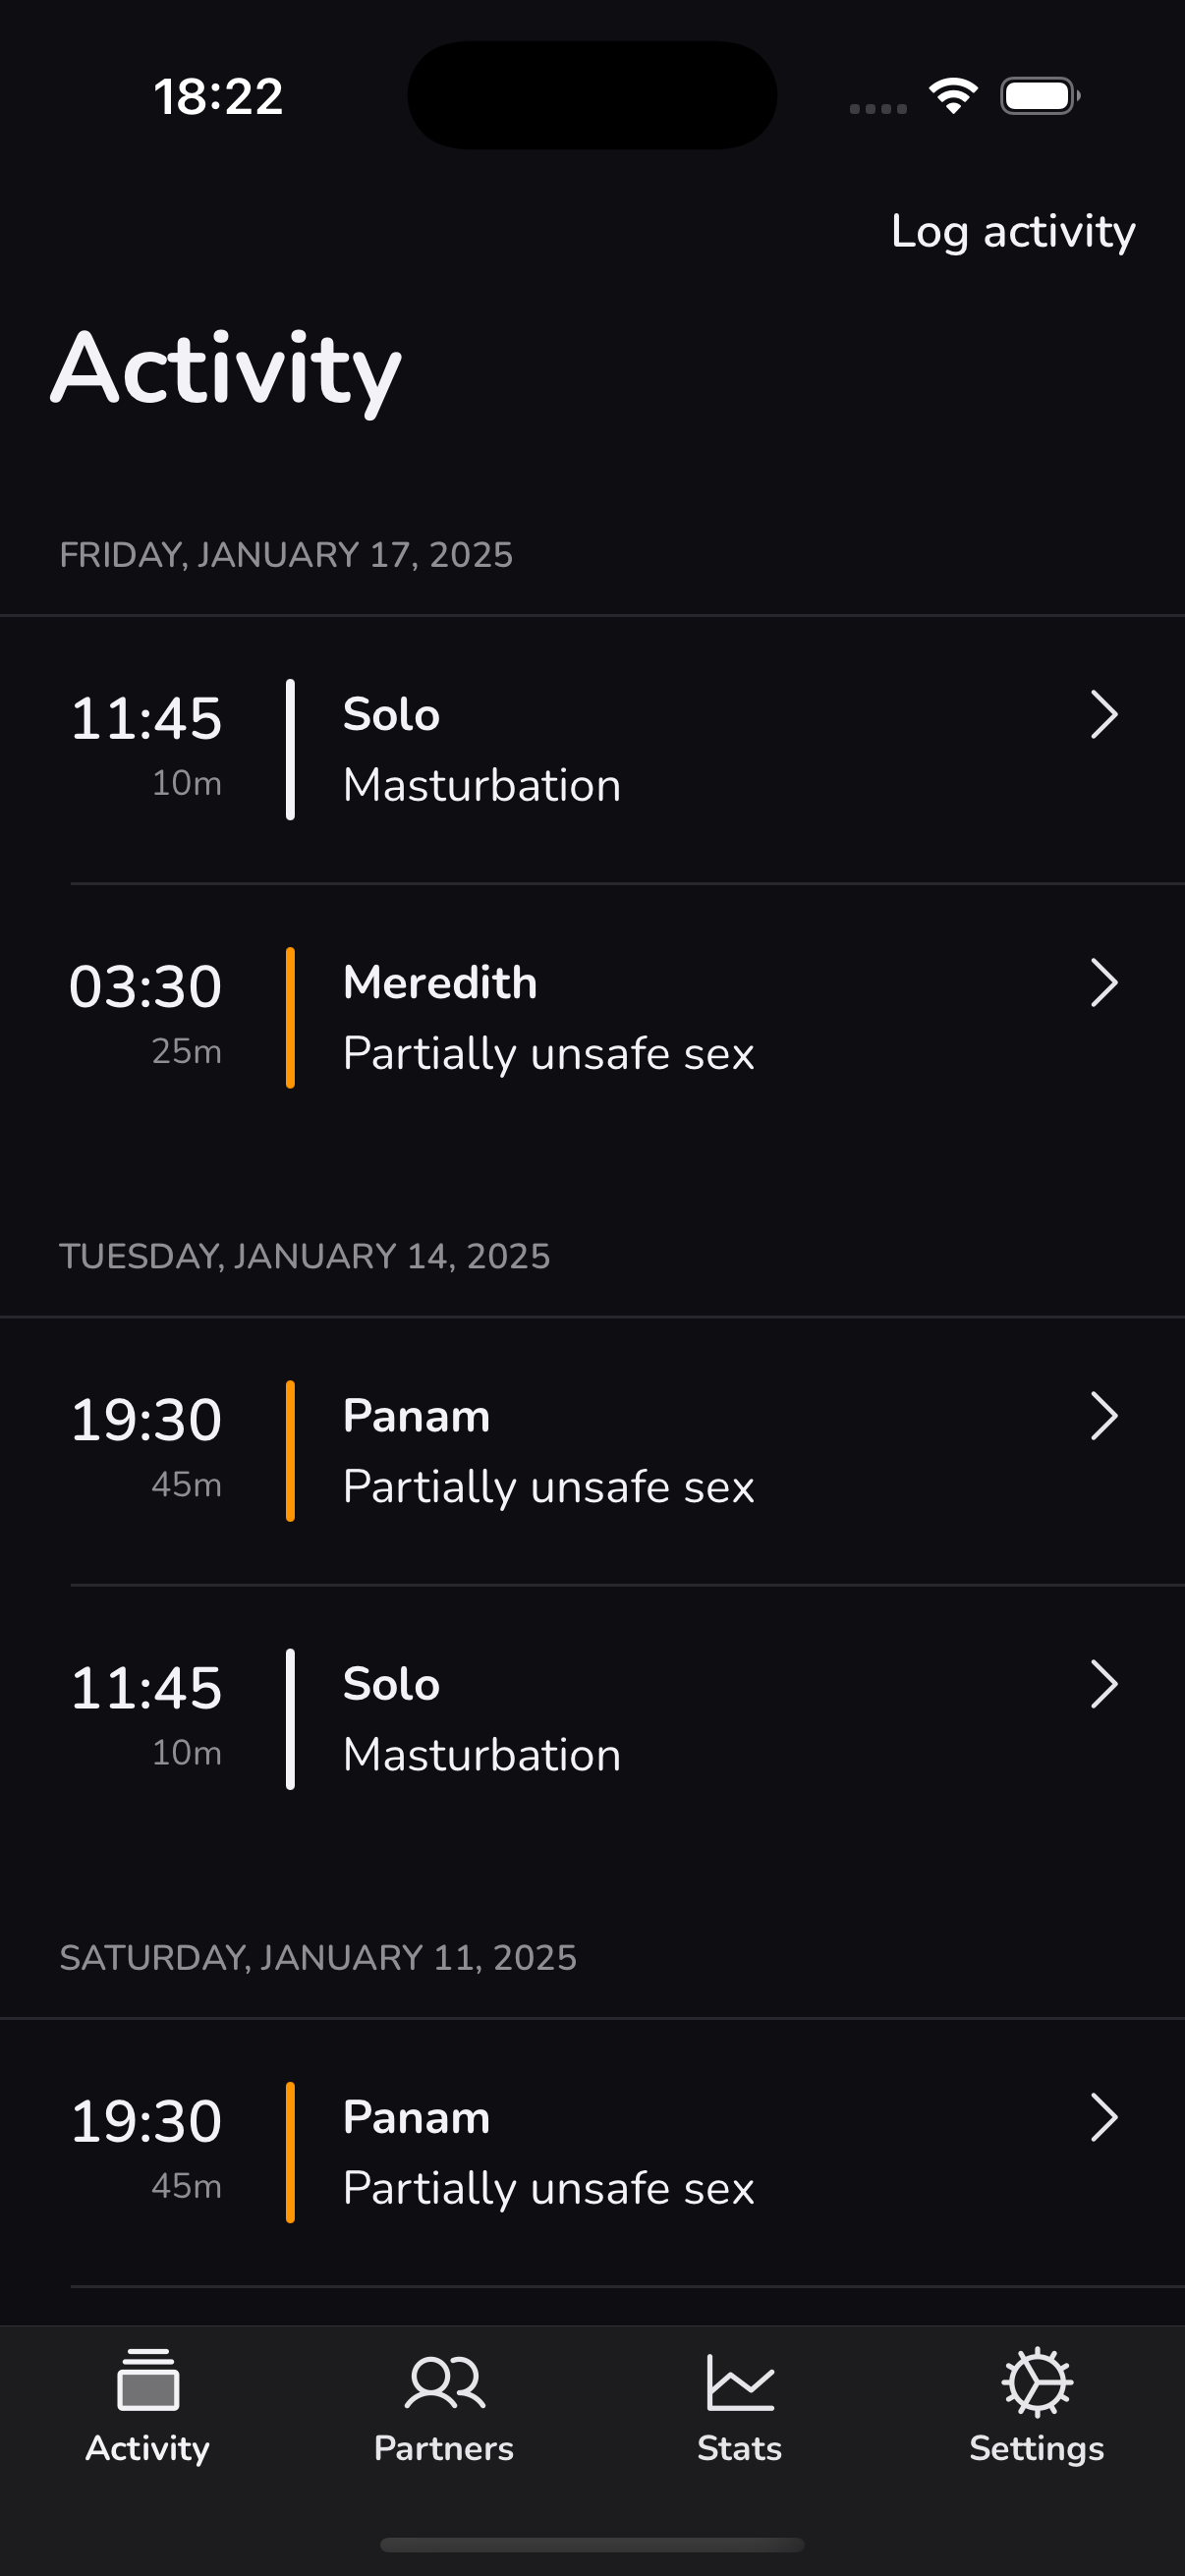 18:22
Log activity
Activity
FRIDAY, JANUARY 17, 2025
11:45
Solo
10m
Masturbation
03:30
Meredith
25m
Partially unsafe sex
TUESDAY, JANUARY 14, 2025
19:30
Panam
45m
Partially unsafe sex
11:45
Solo
10m
Masturbation
SATURDAY, JANUARY 11, 2025
19:30
Panam
45m
Partially unsafe sex
Activity
Partners
Stats
Settings